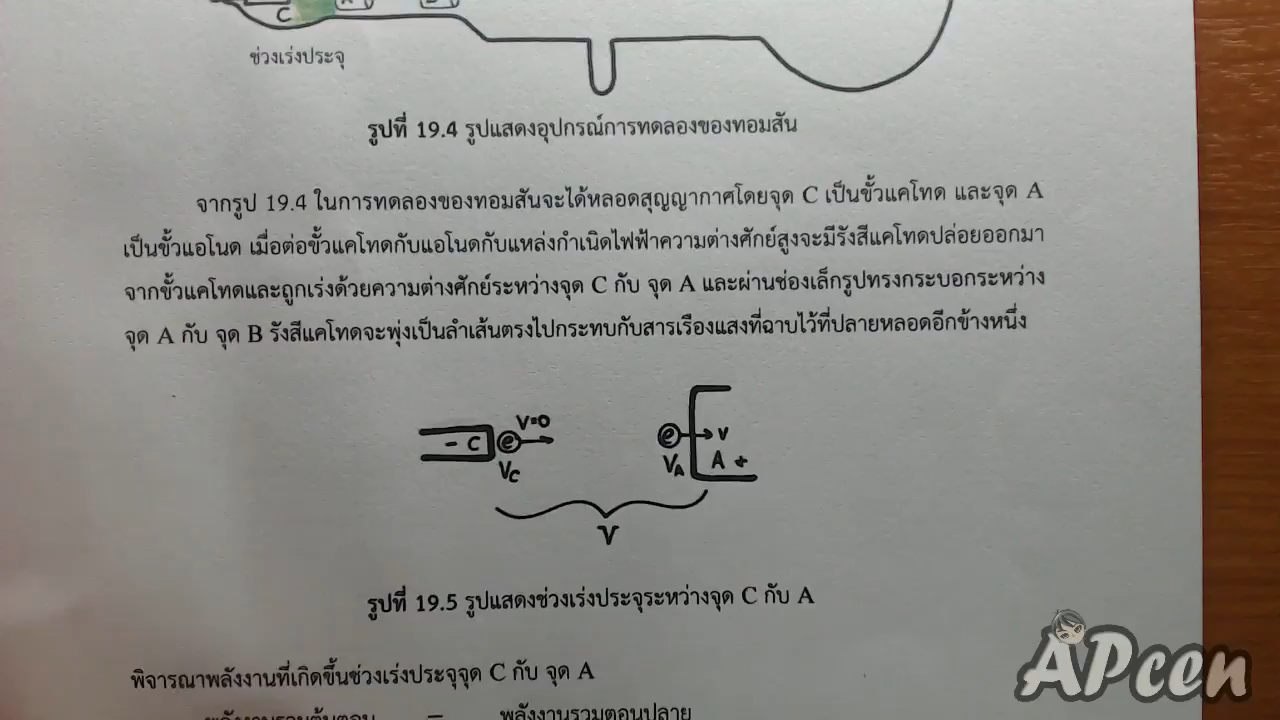 C
ช่วงเร่งประจุ
รูปที่ 19.4 รูปแสดงอุปกรณ์การทดลองของทอมสัน
จากรูป 19.4 ในการทดลองของทอมสันจะได้หลอดสุญญากาศโดยจุด C เป็นขั้วแคโทด และจุด A
เป็นขั้วแอโนด เมื่อต่อขั้วแคโทดกับแอโนดกับแหล่งกำเนิดไฟฟ้าความต่างศักย์สูงจะมีรังสีแคโทดปล่อยออกมา
จากขั้วแคโทดและถูกเร่งด้วยความต่างศักย์ระหว่างจุด C กับ จุด A และผ่านช่องเล็กรูปทรงกระบอกระหว่าง
จุด A กับ จุด B รังสีแคโทดจะพุ่งเป็นลำเส้นตรงไปกระทบกับสารเรืองแสงที่ฉาบไว้ที่ปลายหลอดอีกข้างหนึ่ง
V=0
- C e e V
V_C V_A A +
V
รูปที่ 19.5 รูปแสดงช่วงเร่งประจุระหว่างจุด C กับ A
พิจารณาพลังงานที่เกิดขึ้นช่วงเร่งประจุจุด C กับ จุด A
พลังงานรวมตอนต้น = พลังงานรวมตอนปลาย
APcen